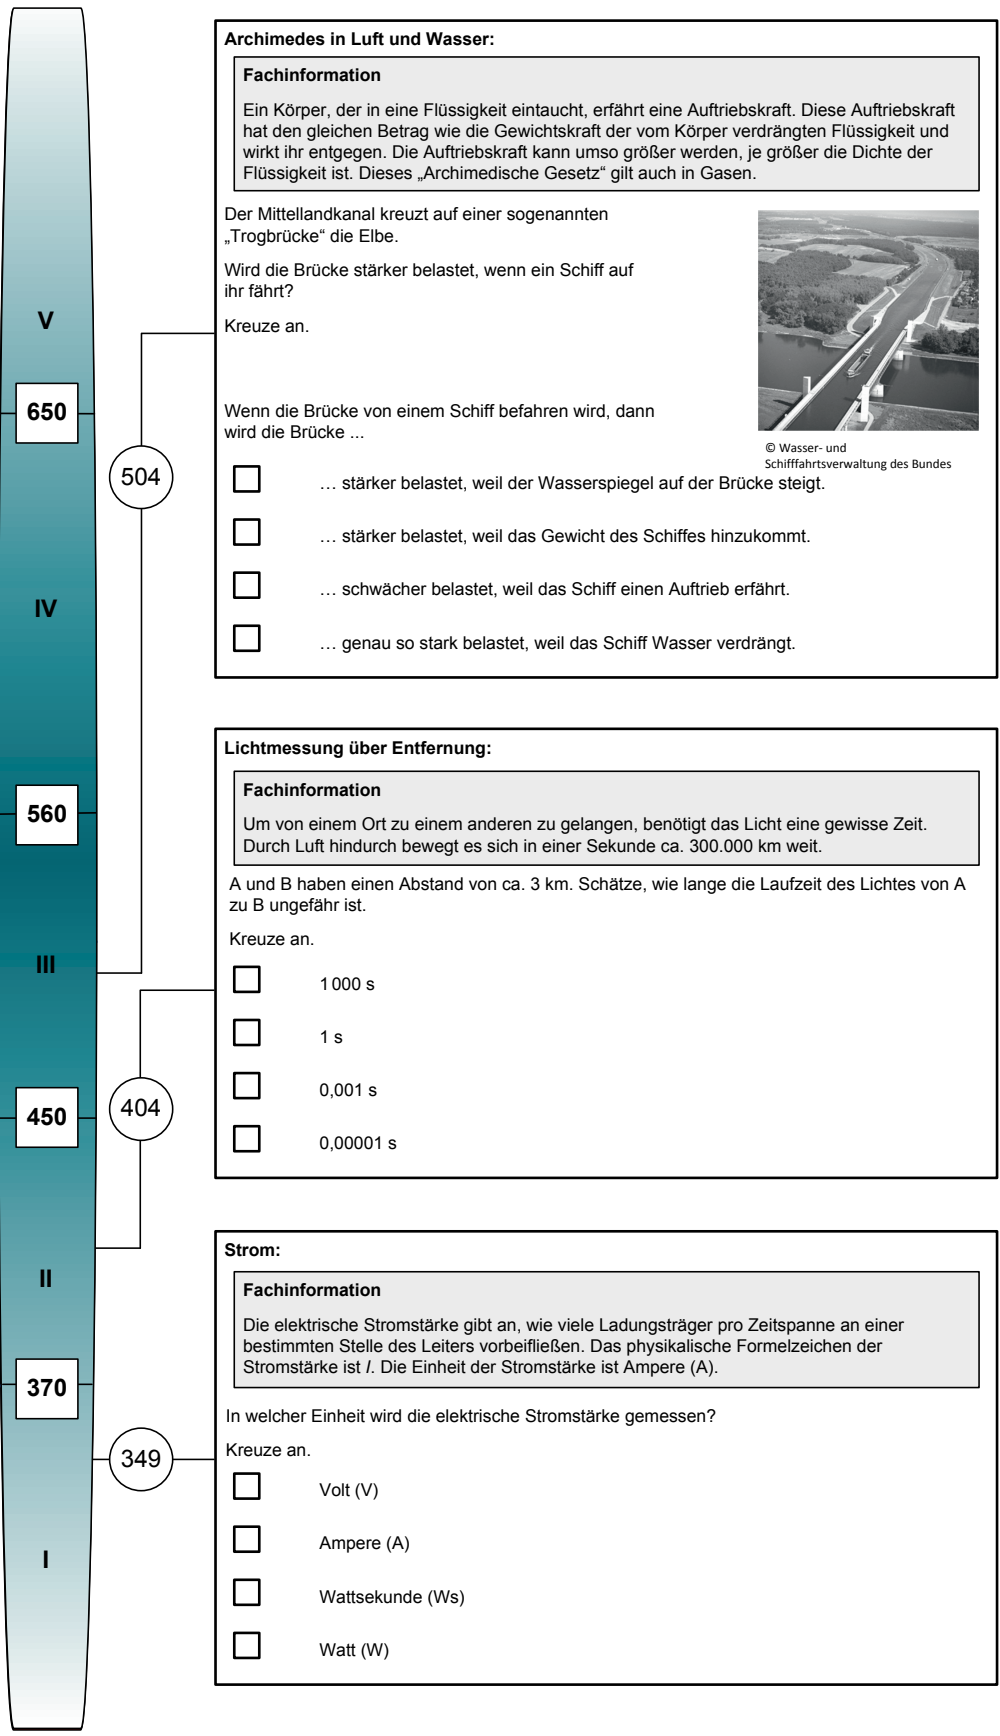 Archimedes in Luft und Wasser:
Fachinformation
Ein Körper, der in eine Flüssigkeit eintaucht, erfährt eine Auftriebskraft. Diese Auftriebskraft
hat den gleichen Betrag wie die Gewichtskraft der vom Körper verdrängten Flüssigkeit und
wirkt ihr entgegen. Die Auftriebskraft kann umso größer werden, je größer die Dichte der
Flüssigkeit ist. Dieses „Archimedische Gesetz“ gilt auch in Gasen.
Der Mittellandkanal kreuzt auf einer sogenannten
„Trogbrücke“ die Elbe.
Wird die Brücke stärker belastet, wenn ein Schiff auf
ihr fährt?
Kreuze an.
Wenn die Brücke von einem Schiff befahren wird, dann
wird die Brücke ...
© Wasser- und
Schifffahrtsverwaltung des Bundes
… stärker belastet, weil der Wasserspiegel auf der Brücke steigt.
… stärker belastet, weil das Gewicht des Schiffes hinzukommt.
… schwächer belastet, weil das Schiff einen Auftrieb erfährt.
… genau so stark belastet, weil das Schiff Wasser verdrängt.
V
650
504
IV
560
III
450
404
II
370
349
I
Lichtmessung über Entfernung:
Fachinformation
Um von einem Ort zu einem anderen zu gelangen, benötigt das Licht eine gewisse Zeit.
Durch Luft hindurch bewegt es sich in einer Sekunde ca. 300.000 km weit.
A und B haben einen Abstand von ca. 3 km. Schätze, wie lange die Laufzeit des Lichtes von A
zu B ungefähr ist.
Kreuze an.
1 000 s
1 s
0,001 s
0,00001 s
Strom:
Fachinformation
Die elektrische Stromstärke gibt an, wie viele Ladungsträger pro Zeitspanne an einer
bestimmten Stelle des Leiters vorbeifließen. Das physikalische Formelzeichen der
Stromstärke ist I. Die Einheit der Stromstärke ist Ampere (A).
In welcher Einheit wird die elektrische Stromstärke gemessen?
Kreuze an.
Volt (V)
Ampere (A)
Wattsekunde (Ws)
Watt (W)